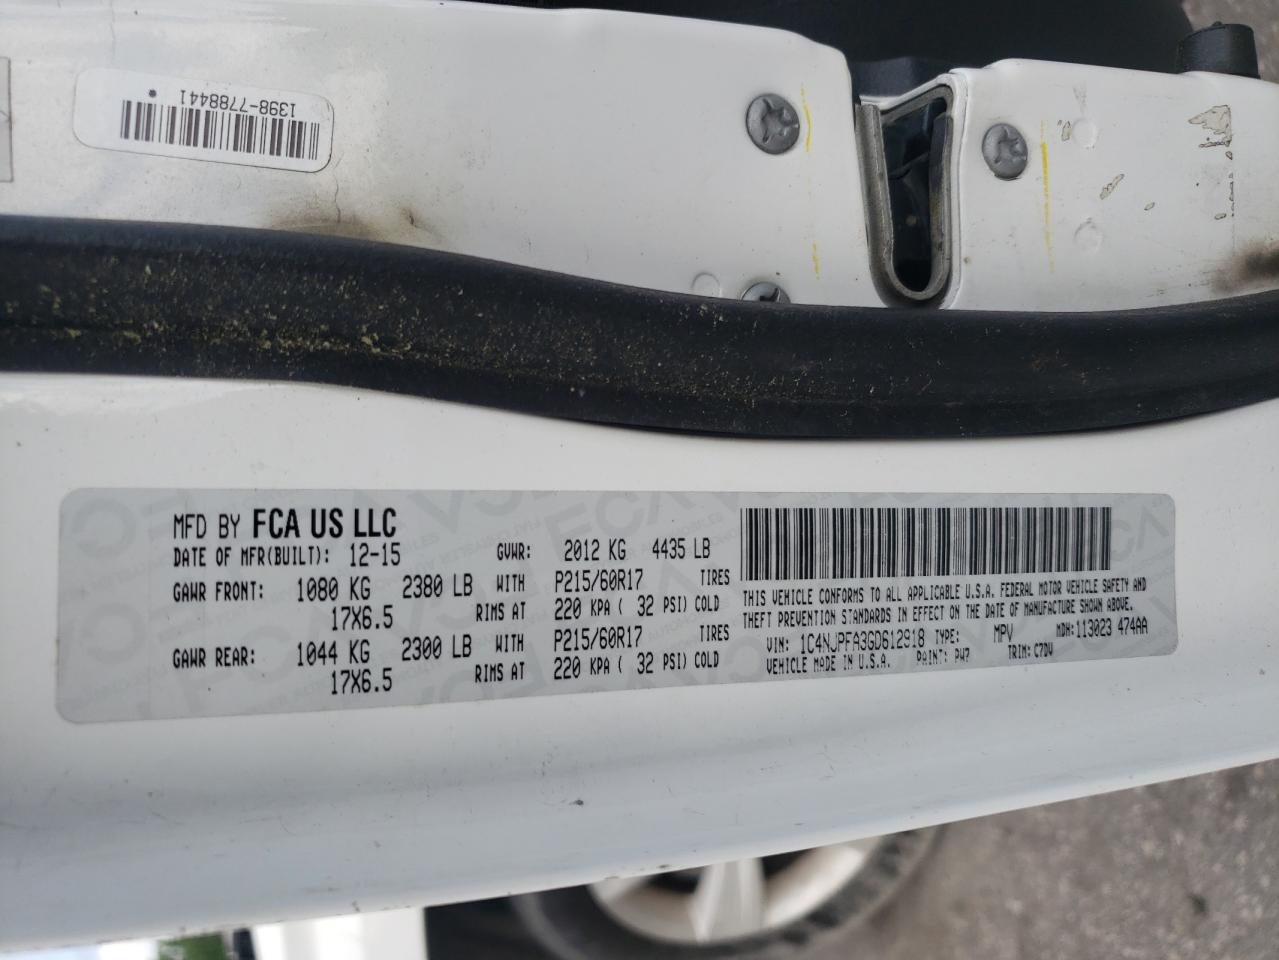 1398-7788441
MFD BY FCA US LLC
DATE OF MFR(BUILT): 12-15 GVWR: 2012 KG 4435 LB
GAWR FRONT: 1080 KG 2380 LB WITH P215/60R17 TIRES
17X6.5 RIMS AT 220 KPA ( 32 PSI) COLD
GAWR REAR: 1044 KG 2300 LB WITH P215/60R17 TIRES
17X6.5 RIMS AT 220 KPA ( 32 PSI) COLD
THIS VEHICLE CONFORMS TO ALL APPLICABLE U.S.A. FEDERAL MOTOR VEHICLE SAFETY AND
THEFT PREVENTION STANDARDS IN EFFECT ON THE DATE OF MANUFACTURE SHOWN ABOVE.
VIN: 1C4NJPFA3GD612918 TYPE: MPV MDH:113023 474AA
VEHICLE MADE IN U.S.A. PAINT: PW7 TRIM: C7DV